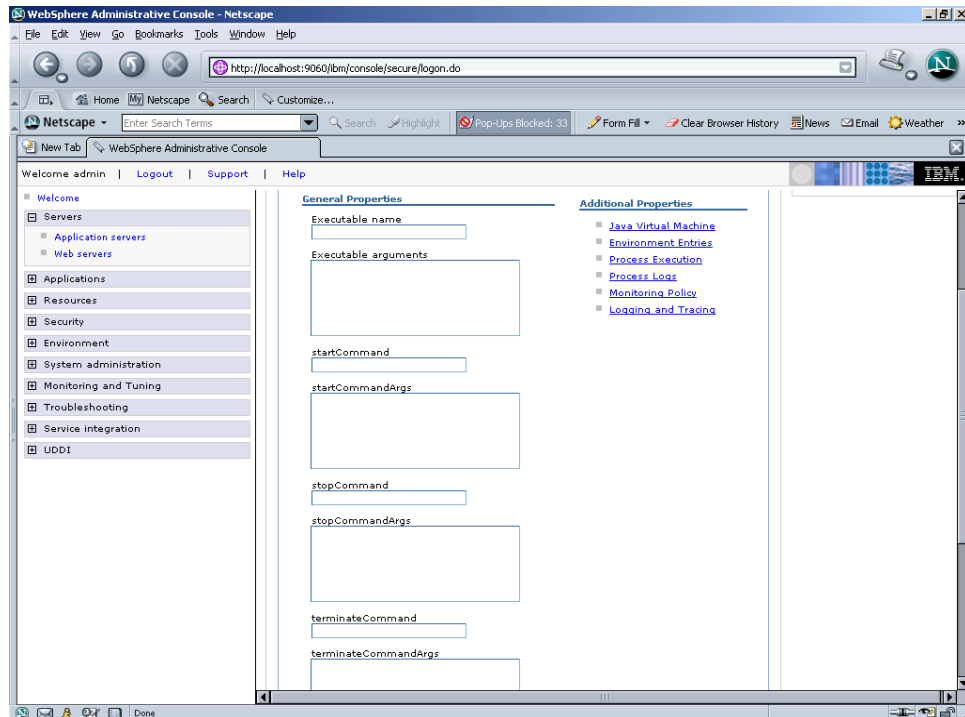 WebSphere Administrative Console - Netscape
File Edit View Go Bookmarks Tools Window Help
http://localhost:9060/ibm/console/secure/logon.do
Home My Netscape Search Customize...
Netscape Enter Search Terms Search Highlight Pop-Ups Blocked: 33 Form Fill Clear Browser History News Email Weather »
New Tab WebSphere Administrative Console
Welcome admin | Logout | Support | Help IBM.
Welcome
Servers
Application servers
Web servers
Applications
Resources
Security
Environment
System administration
Monitoring and Tuning
Troubleshooting
Service integration
UDDI
General Properties
Executable name
Executable arguments
startCommand
startCommandArgs
stopCommand
stopCommandArgs
terminateCommand
terminateCommandArgs
Additional Properties
Java Virtual Machine
Environment Entries
Process Execution
Process Logs
Monitoring Policy
Logging and Tracing
Done